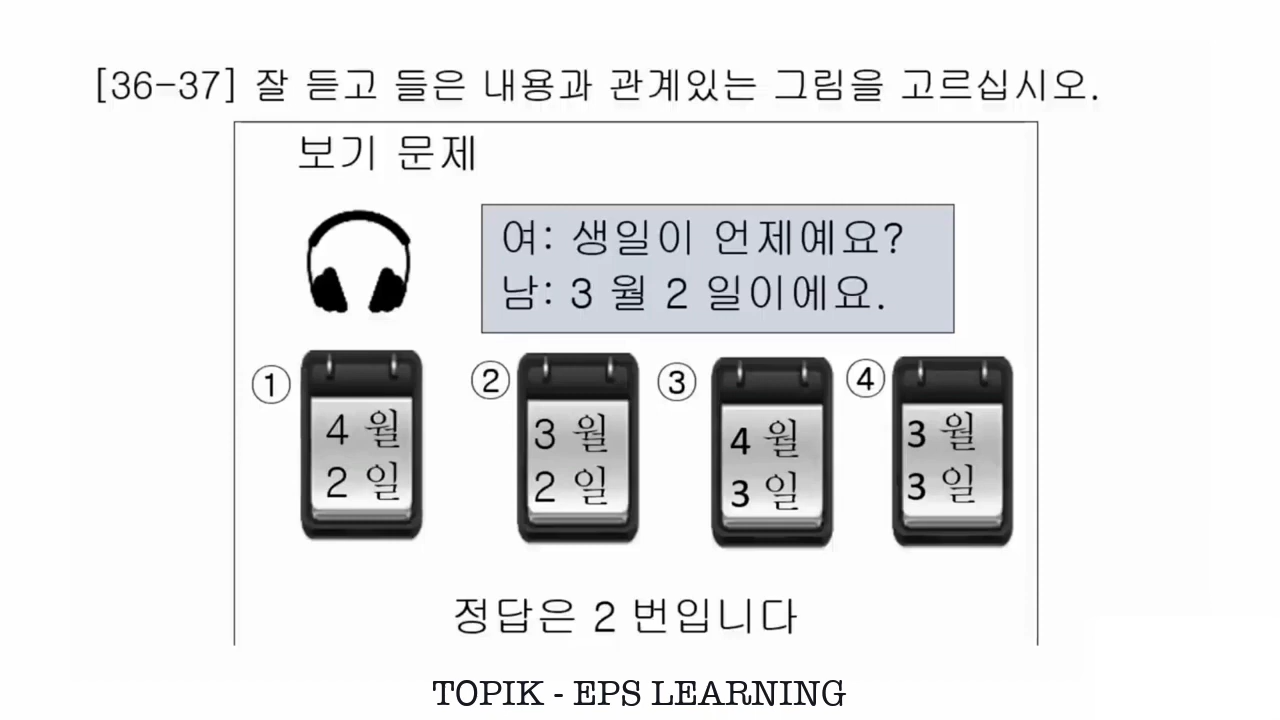 [36-37] 잘 듣고 들은 내용과 관계있는 그림을 고르십시오.
보기 문제
여: 생일이 언제예요?
남: 3 월 2 일이에요.
① 4 월
2 일
② 3 월
2 일
③ 4 월
3 일
④ 3 월
3 일
정답은 2 번입니다
TOPIK - EPS LEARNING